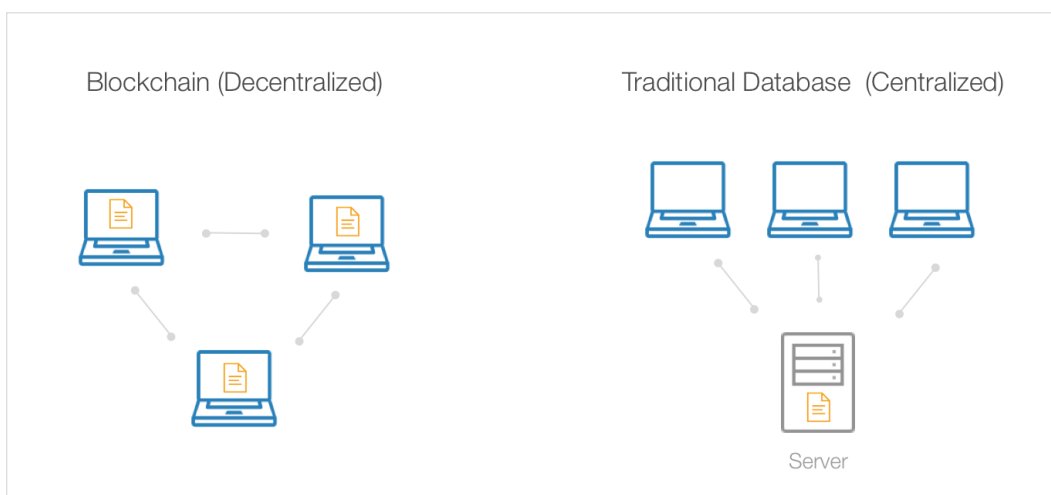 Blockchain (Decentralized)
Traditional Database (Centralized)
Server